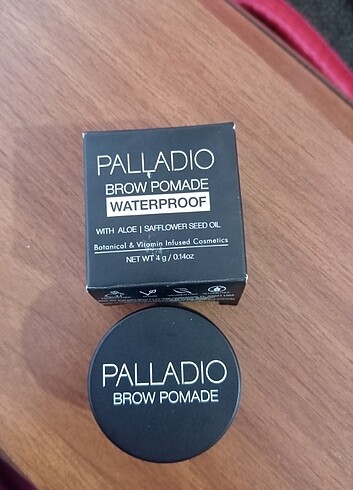 PALLADIO
BROW POMADE
WATERPROOF
WITH ALOE | SAFFLOWER SEED OIL
Botanical & Vitamin Infused Cosmetics
NET WT 4 g / 0.14oz
PALLADIO
BROW POMADE